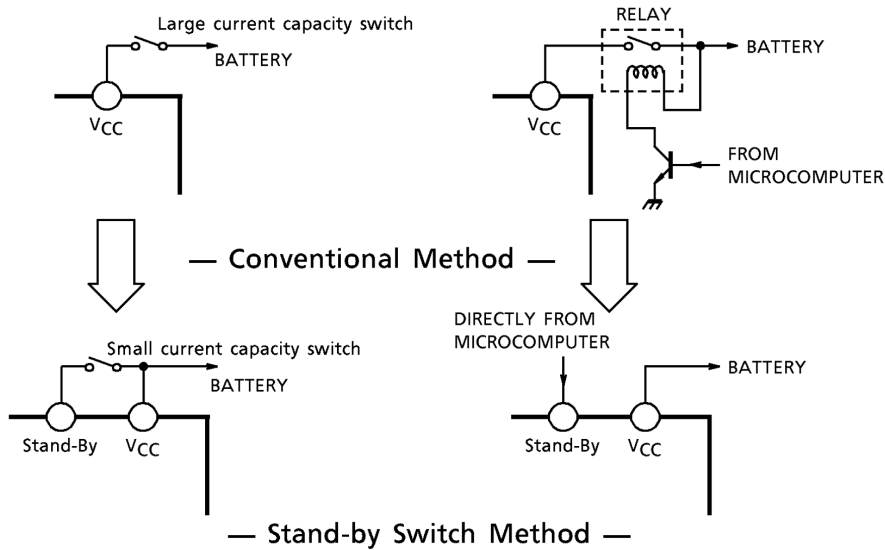 Large current capacity switch
BATTERY
VCC
RELAY
BATTERY
VCC
FROM
MICROCOMPUTER
— Conventional Method —
Small current capacity switch
BATTERY
Stand-By
VCC
DIRECTLY FROM
MICROCOMPUTER
BATTERY
Stand-By
VCC
— Stand-by Switch Method —